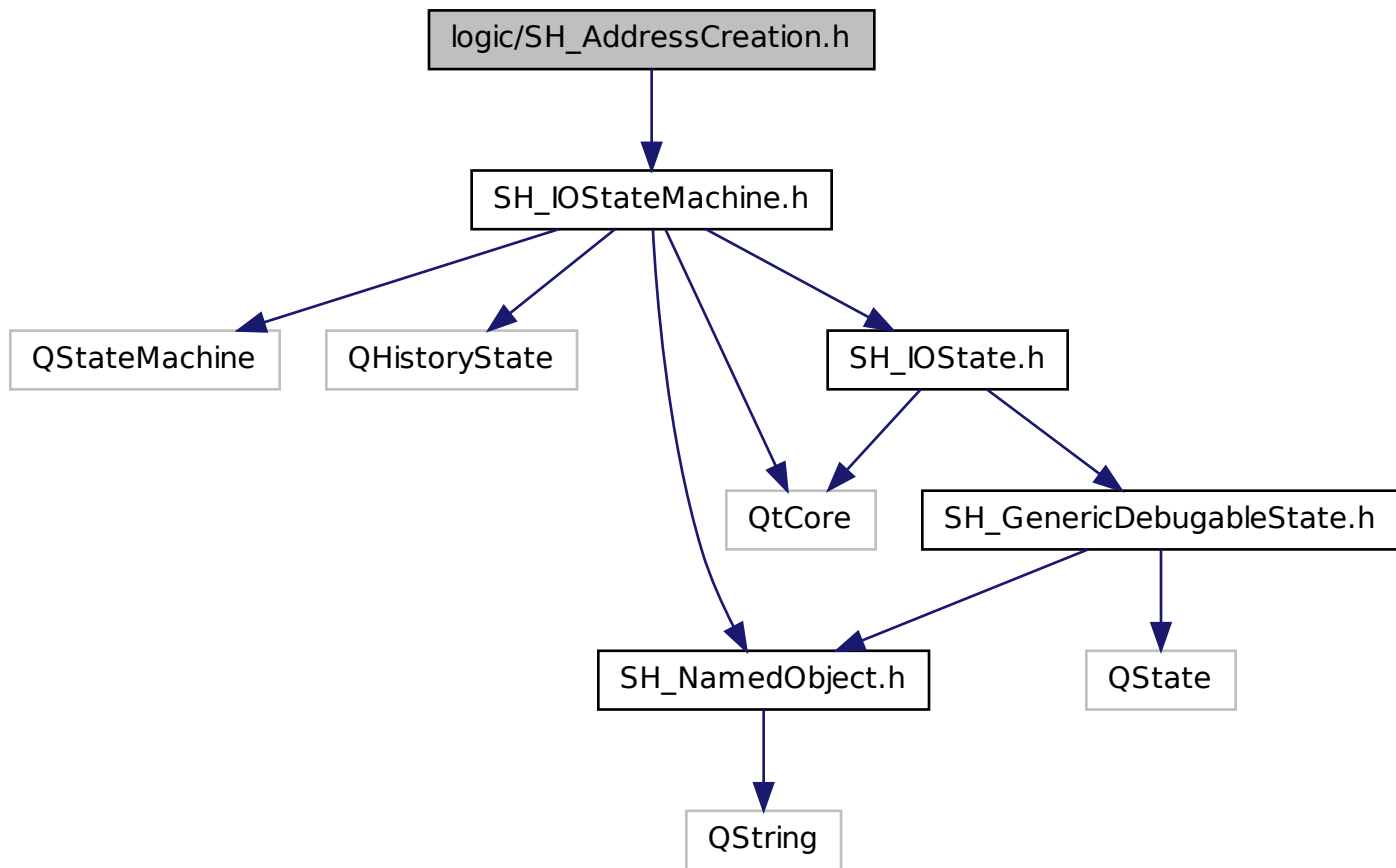 logic/SH_AddressCreation.h
SH_IOStateMachine.h
QStateMachine
QHistoryState
SH_IOState.h
QtCore
SH_GenericDebugableState.h
SH_NamedObject.h
QState
QString